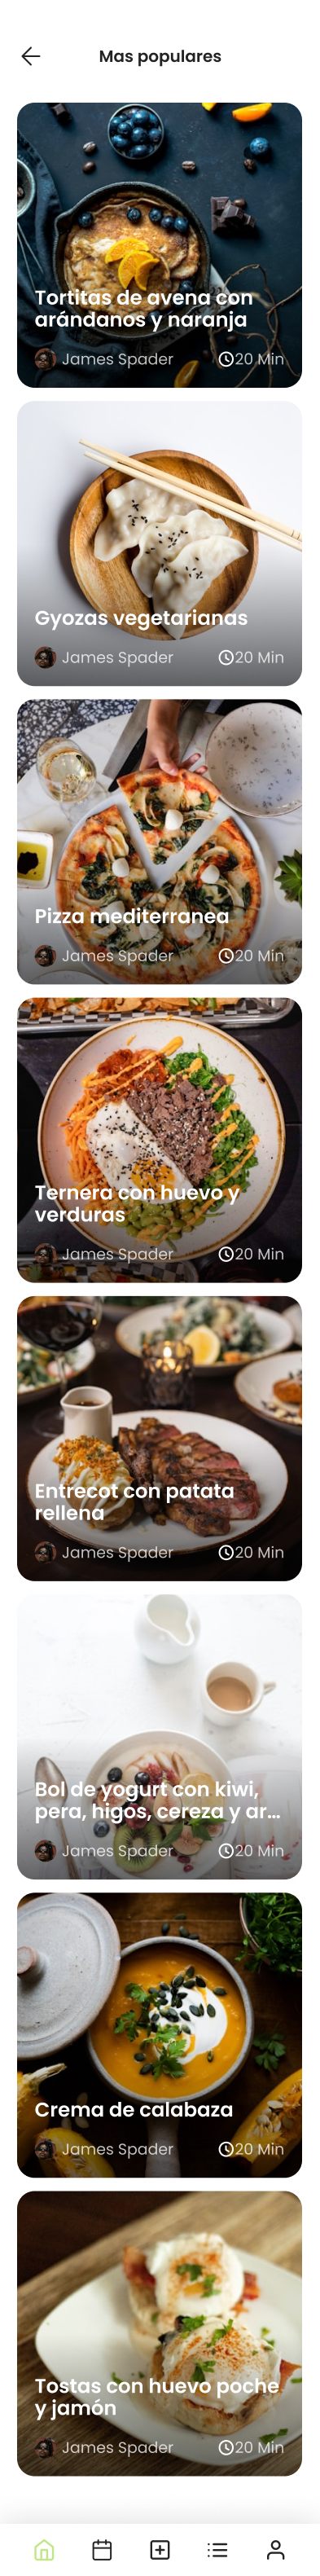 Mas populares
Tortitas de avena con
arándanos y naranja
James Spader 20 Min
Gyozas vegetarianas
James Spader 20 Min
Pizza mediterranea
James Spader 20 Min
Ternera con huevo y
verduras
James Spader 20 Min
Entrecot con patata
rellena
James Spader 20 Min
Bol de yogurt con kiwi,
pera, higos, cereza y ar...
James Spader 20 Min
Crema de calabaza
James Spader 20 Min
Tostas con huevo poche
y jamón
James Spader 20 Min